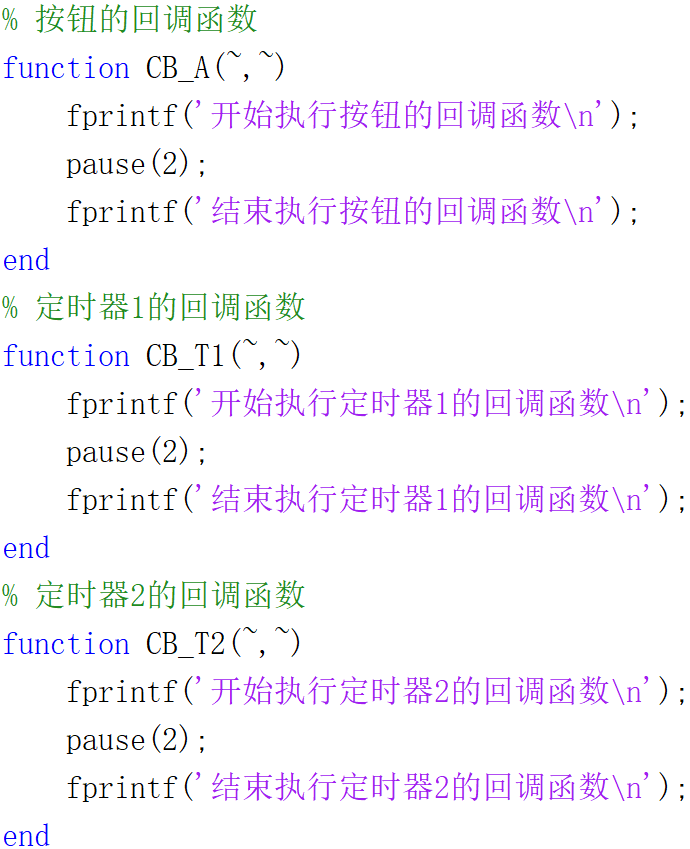 % 按钮的回调函数
function CB_A(~,~)
    fprintf('开始执行按钮的回调函数\n');
    pause(2);
    fprintf('结束执行按钮的回调函数\n');
end
% 定时器1的回调函数
function CB_T1(~,~)
    fprintf('开始执行定时器1的回调函数\n');
    pause(2);
    fprintf('结束执行定时器1的回调函数\n');
end
% 定时器2的回调函数
function CB_T2(~,~)
    fprintf('开始执行定时器2的回调函数\n');
    pause(2);
    fprintf('结束执行定时器2的回调函数\n');
end